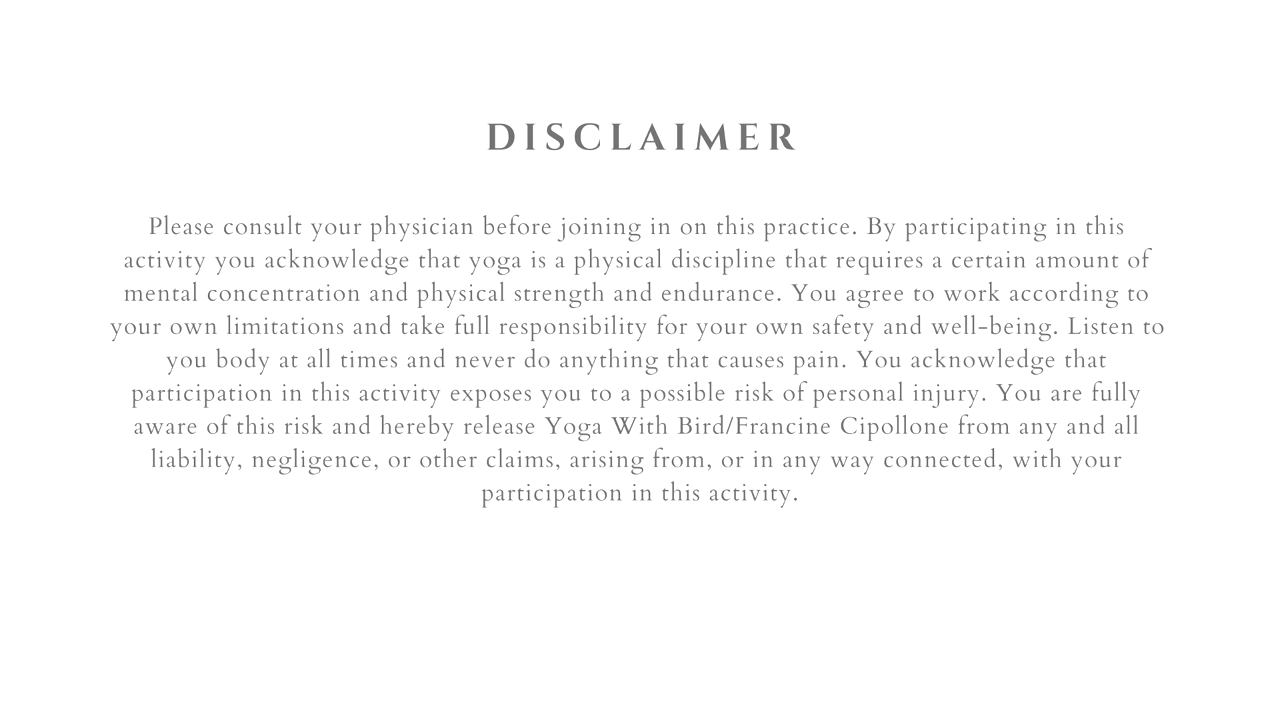 DISCLAIMER
Please consult your physician before joining in on this practice. By participating in this
activity you acknowledge that yoga is a physical discipline that requires a certain amount of
mental concentration and physical strength and endurance. You agree to work according to
your own limitations and take full responsibility for your own safety and well-being. Listen to
you body at all times and never do anything that causes pain. You acknowledge that
participation in this activity exposes you to a possible risk of personal injury. You are fully
aware of this risk and hereby release Yoga With Bird/Francine Cipollone from any and all
liability, negligence, or other claims, arising from, or in any way connected, with your
participation in this activity.